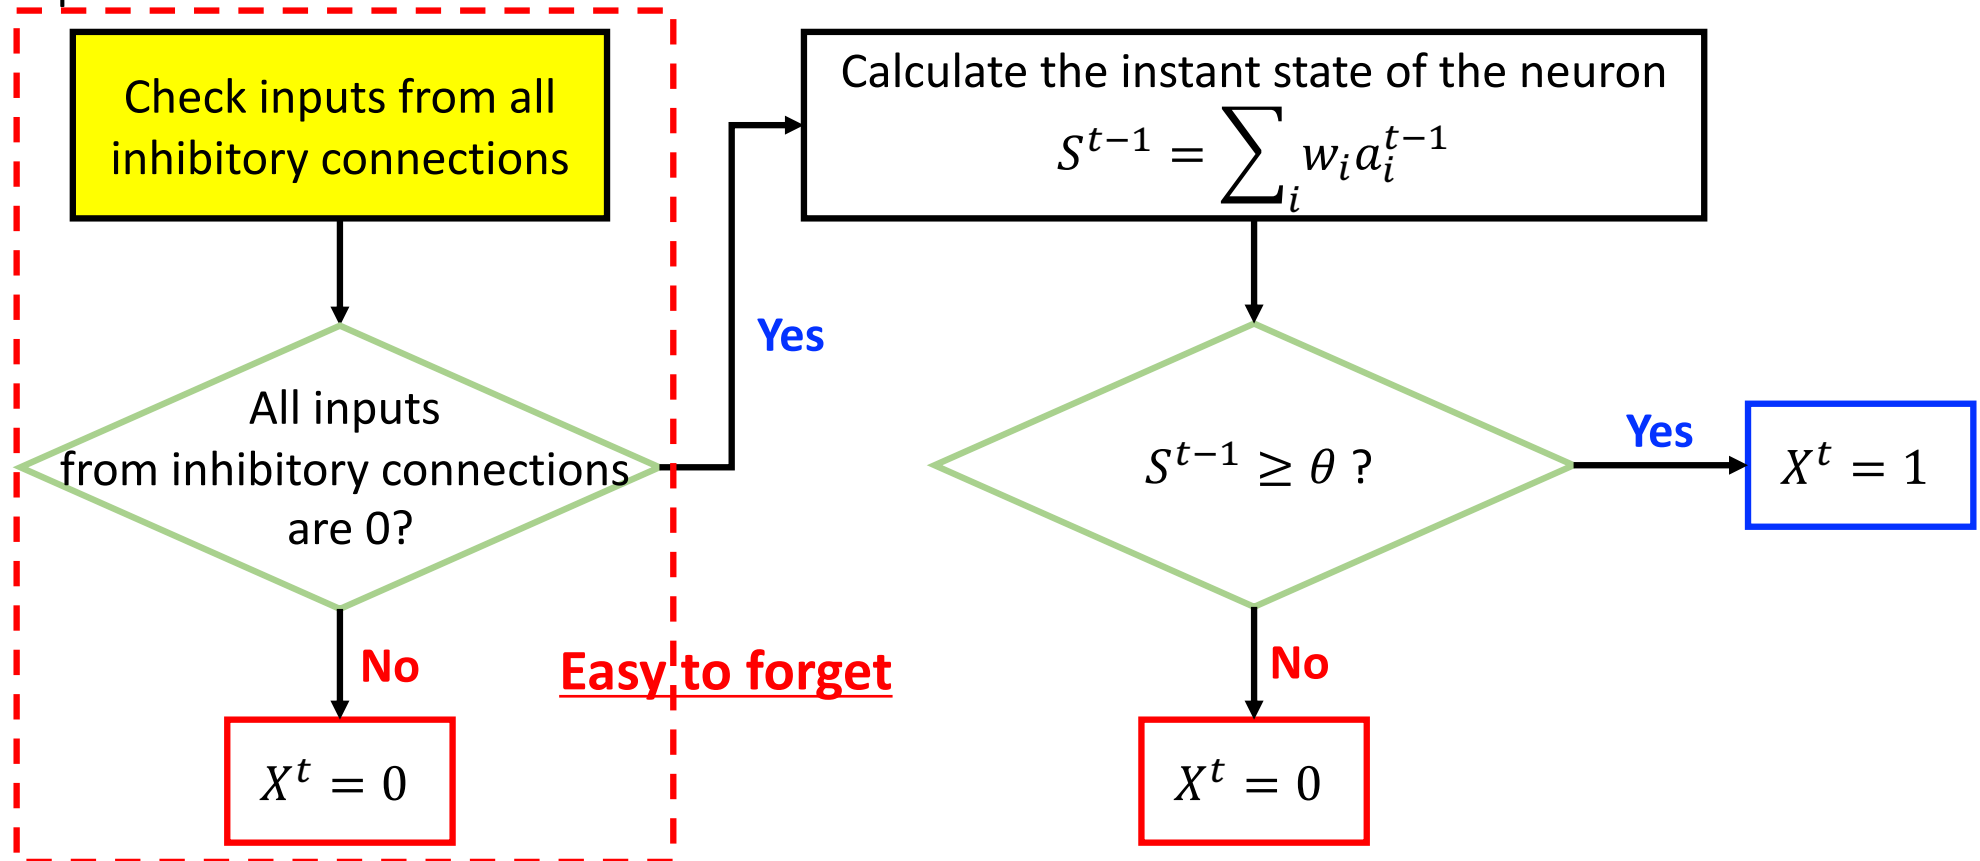 Check inputs from all
inhibitory connections
All inputs
from inhibitory connections
are 0?
No
X^t = 0
Yes
Easy to forget
Calculate the instant state of the neuron
S^{t−1} = ∑_i w_i a_i^{t−1}
S^{t−1} ≥ θ ?
Yes
X^t = 1
No
X^t = 0